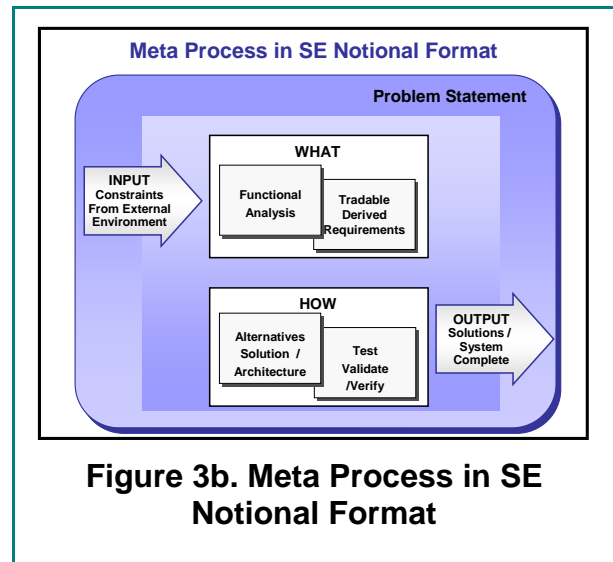 Meta Process in SE Notional Format
Problem Statement
WHAT
INPUT
Constraints
From External
Environment
Functional
Analysis
Tradable
Derived
Requirements
HOW
Alternatives
Solution /
Architecture
Test
Validate
/Verify
OUTPUT
Solutions /
System
Complete
Figure 3b. Meta Process in SE
Notional Format